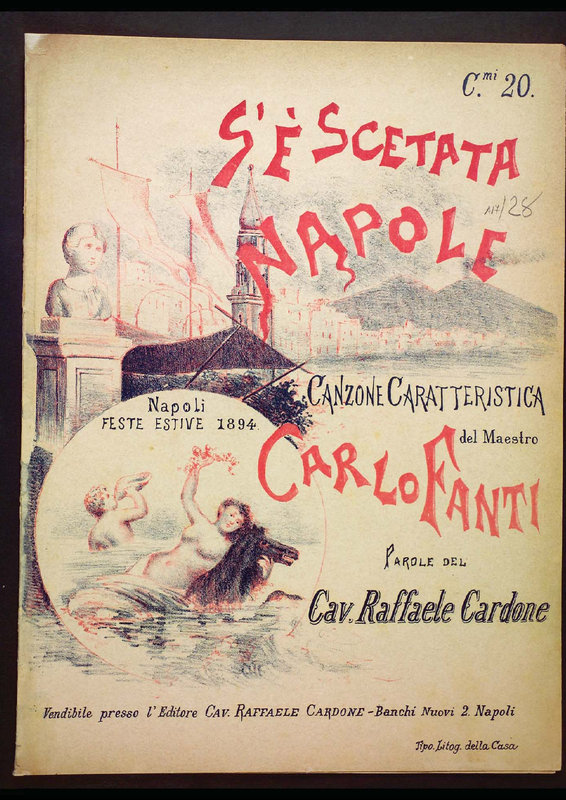 C.mi 20.
S'È SCETATA
NAPOLE
128
CANZONE CARATTERISTICA
del Maestro
CARLO FANTI
PAROLE DEL
Cav. Raffaele Cardone
Napoli
FESTE ESTIVE 1894
Vendibile presso l'Editore CAV. RAFFAELE CARDONE - Banchi Nuovi 2. Napoli
Tipo. Litog. della Casa